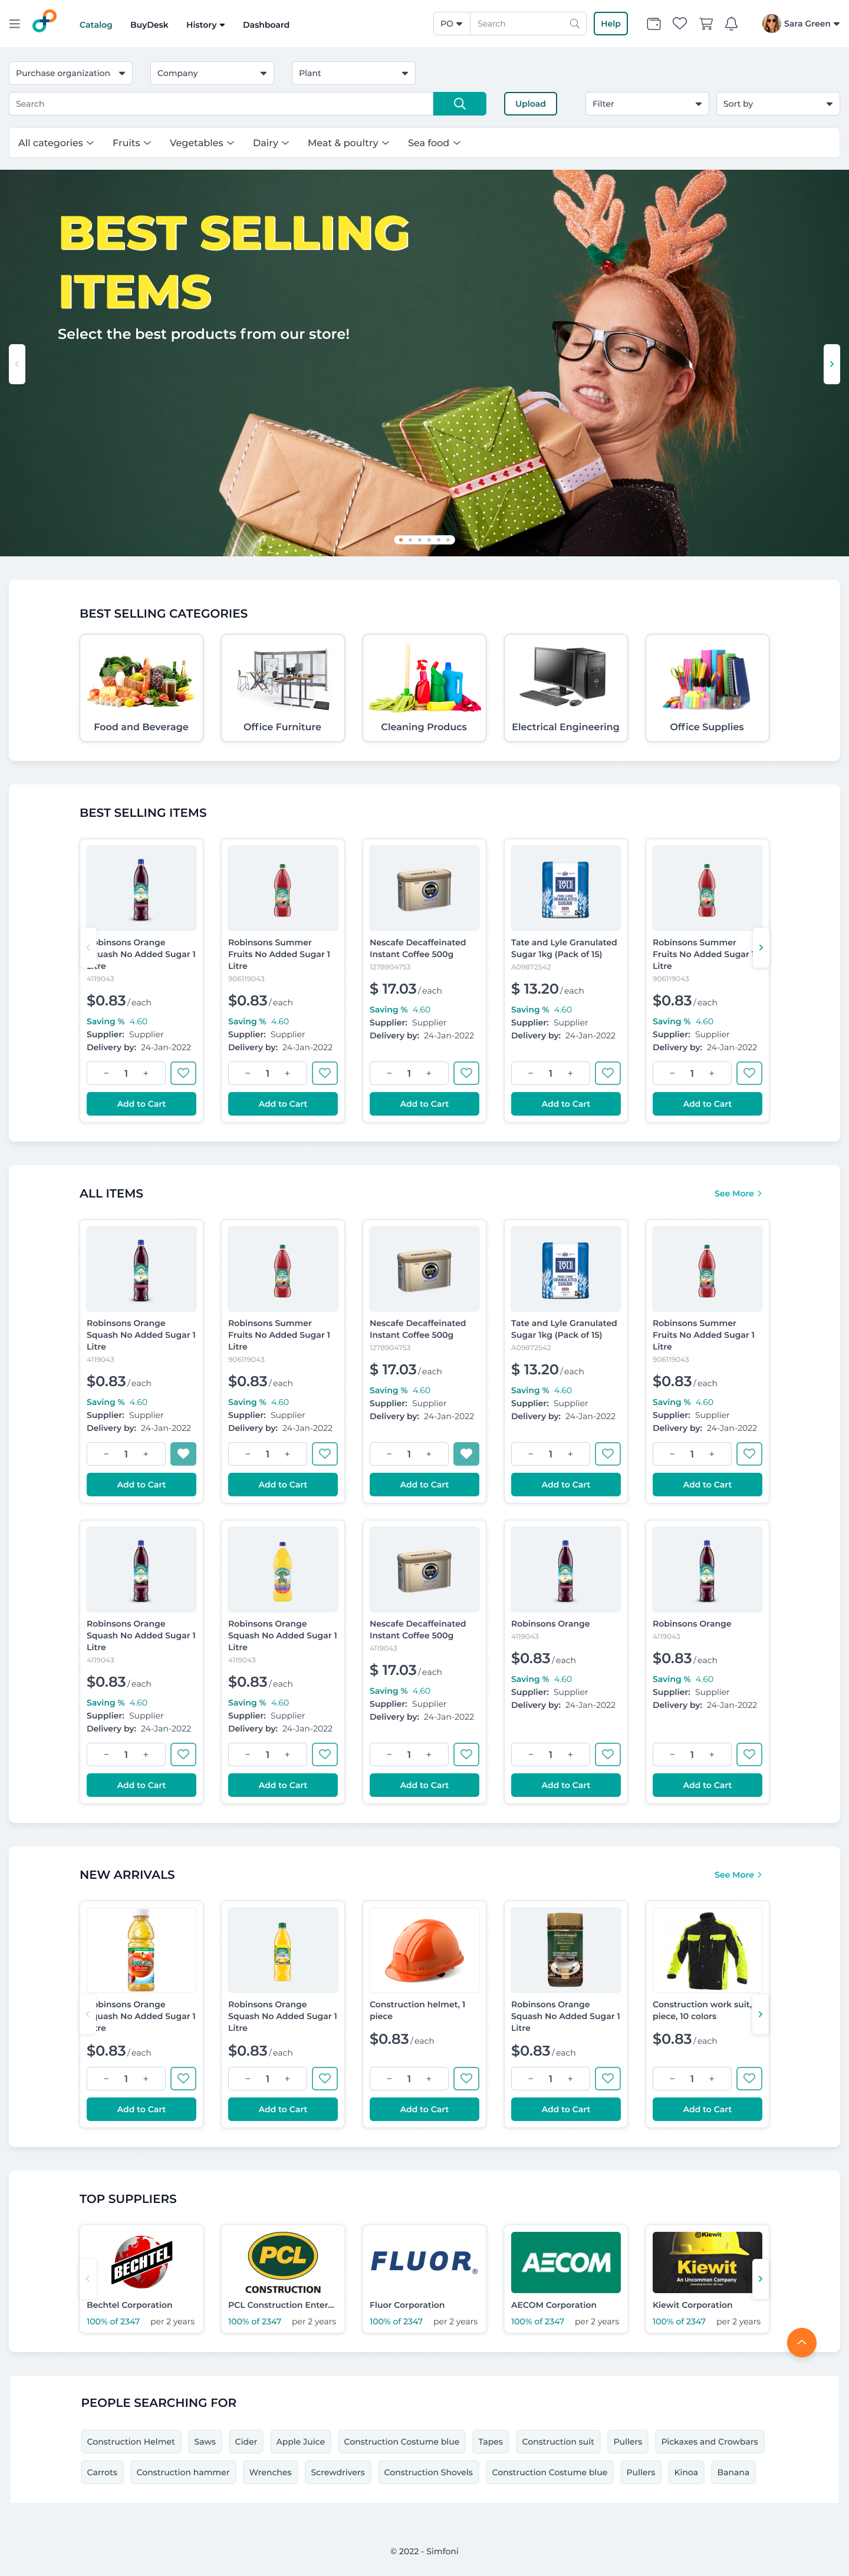 Catalog BuyDesk History Dashboard PO Search Help Sara Green
Purchase organization Company Plant
Search Upload Filter Sort by
All categories Fruits Vegetables Dairy Meat & poultry Sea food
BEST SELLING
ITEMS
Select the best products from our store!
BEST SELLING CATEGORIES
Food and Beverage Office Furniture Cleaning Producs Electrical Engineering Office Supplies
BEST SELLING ITEMS
obinsons Orange Robinsons Summer Nescafe Decaffeinated Tate and Lyle Granulated Robinsons Summer
quash No Added Sugar 1 Fruits No Added Sugar 1 Instant Coffee 500g Sugar 1kg (Pack of 15) Fruits No Added Sugar 1
Litre Litre 1278904753 A09872542 Litre
4119043 906119043 906119043
$0.83 / each $0.83 / each $ 17.03 / each $ 13.20 / each $0.83 / each
Saving % 4.60 Saving % 4.60 Saving % 4.60 Saving % 4.60 Saving % 4.60
Supplier: Supplier Supplier: Supplier Supplier: Supplier Supplier: Supplier Supplier: Supplier
Delivery by: 24-Jan-2022 Delivery by: 24-Jan-2022 Delivery by: 24-Jan-2022 Delivery by: 24-Jan-2022 Delivery by: 24-Jan-2022
− 1 + − 1 + − 1 + − 1 + − 1 +
Add to Cart Add to Cart Add to Cart Add to Cart Add to Cart
ALL ITEMS See More
Robinsons Orange Robinsons Summer Nescafe Decaffeinated Tate and Lyle Granulated Robinsons Summer
Squash No Added Sugar 1 Fruits No Added Sugar 1 Instant Coffee 500g Sugar 1kg (Pack of 15) Fruits No Added Sugar 1
Litre Litre 1278904753 A09872542 Litre
4119043 906119043 906119043
$0.83 / each $0.83 / each $ 17.03 / each $ 13.20 / each $0.83 / each
Saving % 4.60 Saving % 4.60 Saving % 4.60 Saving % 4.60 Saving % 4.60
Supplier: Supplier Supplier: Supplier Supplier: Supplier Supplier: Supplier Supplier: Supplier
Delivery by: 24-Jan-2022 Delivery by: 24-Jan-2022 Delivery by: 24-Jan-2022 Delivery by: 24-Jan-2022 Delivery by: 24-Jan-2022
− 1 + − 1 + − 1 + − 1 + − 1 +
Add to Cart Add to Cart Add to Cart Add to Cart Add to Cart
Robinsons Orange Robinsons Orange Nescafe Decaffeinated Robinsons Orange Robinsons Orange
Squash No Added Sugar 1 Squash No Added Sugar 1 Instant Coffee 500g 4119043 4119043
Litre Litre 4119043
4119043 4119043
$0.83 / each $0.83 / each $ 17.03 / each $0.83 / each $0.83 / each
Saving % 4.60 Saving % 4.60 Saving % 4.60 Saving % 4.60 Saving % 4.60
Supplier: Supplier Supplier: Supplier Supplier: Supplier Supplier: Supplier Supplier: Supplier
Delivery by: 24-Jan-2022 Delivery by: 24-Jan-2022 Delivery by: 24-Jan-2022 Delivery by: 24-Jan-2022 Delivery by: 24-Jan-2022
− 1 + − 1 + − 1 + − 1 + − 1 +
Add to Cart Add to Cart Add to Cart Add to Cart Add to Cart
NEW ARRIVALS See More
obinsons Orange Robinsons Orange Construction helmet, 1 Robinsons Orange Construction work suit,
quash No Added Sugar 1 Squash No Added Sugar 1 piece Squash No Added Sugar 1 piece, 10 colors
tre Litre Litre
$0.83 / each $0.83 / each $0.83 / each $0.83 / each $0.83 / each
− 1 + − 1 + − 1 + − 1 + − 1 +
Add to Cart Add to Cart Add to Cart Add to Cart Add to Cart
TOP SUPPLIERS
BECHTEL PCL CONSTRUCTION FLUOR® AECOM Kiewit Kiewit An Uncommon Company
Bechtel Corporation PCL Construction Enter... Fluor Corporation AECOM Corporation Kiewit Corporation
100% of 2347 per 2 years 100% of 2347 per 2 years 100% of 2347 per 2 years 100% of 2347 per 2 years 100% of 2347 per 2 years
PEOPLE SEARCHING FOR
Construction Helmet Saws Cider Apple Juice Construction Costume blue Tapes Construction suit Pullers Pickaxes and Crowbars
Carrots Construction hammer Wrenches Screwdrivers Construction Shovels Construction Costume blue Pullers Kinoa Banana
© 2022 - Simfoni